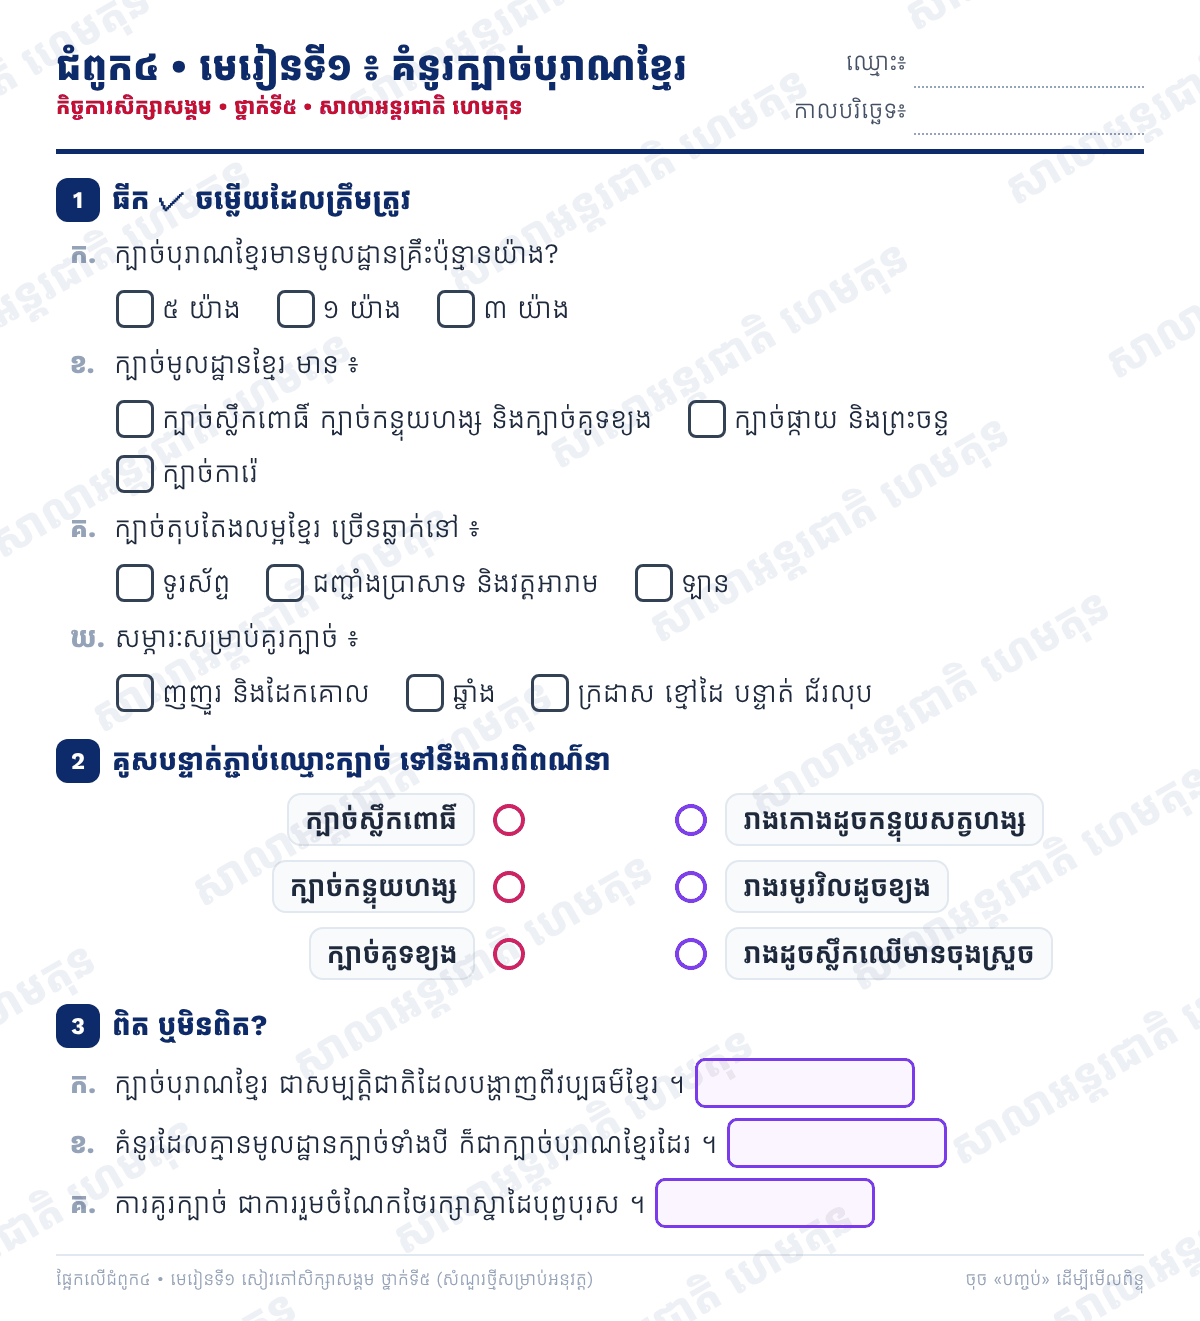 ជំពូក៤ • មេរៀនទី១ ៖ គំនូរក្បាច់បុរាណខ្មែរ
ឈ្មោះ៖
កិច្ចការសិក្សាសង្គម • ថ្នាក់ទី៥ • សាលាអន្តរជាតិ ហេមតុន
កាលបរិច្ឆេទ៖
1 ធីក ✓ ចម្លើយដែលត្រឹមត្រូវ
ក. ក្បាច់បុរាណខ្មែរមានមូលដ្ឋានគ្រឹះប៉ុន្មានយ៉ាង?
៥ យ៉ាង ១ យ៉ាង ៣ យ៉ាង
ខ. ក្បាច់មូលដ្ឋានខ្មែរ មាន ៖
ក្បាច់ស្លឹកពោធិ៍ ក្បាច់កន្ទុយហង្ស និងក្បាច់គូទខ្យង ក្បាច់ផ្កាយ និងព្រះចន្ទ
ក្បាច់ការ៉េ
គ. ក្បាច់តុបតែងលម្អខ្មែរ ច្រើនឆ្លាក់នៅ ៖
ទូរស័ព្ទ ជញ្ជាំងប្រាសាទ និងវត្តអារាម ឡាន
ឃ. សម្ភារៈសម្រាប់គូរក្បាច់ ៖
ញញួរ និងដែកគោល ឆ្នាំង ក្រដាស ខ្មៅដៃ បន្ទាត់ ជ័រលុប
2 គូសបន្ទាត់ភ្ជាប់ឈ្មោះក្បាច់ ទៅនឹងការពិពណ៌នា
ក្បាច់ស្លឹកពោធិ៍ រាងកោងដូចកន្ទុយសត្វហង្ស
ក្បាច់កន្ទុយហង្ស រាងរមូរវិលដូចខ្យង
ក្បាច់គូទខ្យង រាងដូចស្លឹកឈើមានចុងស្រួច
3 ពិត ឬមិនពិត?
ក. ក្បាច់បុរាណខ្មែរ ជាសម្បត្តិជាតិដែលបង្ហាញពីវប្បធម៌ខ្មែរ ។
ខ. គំនូរដែលគ្មានមូលដ្ឋានក្បាច់ទាំងបី ក៏ជាក្បាច់បុរាណខ្មែរដែរ ។
គ. ការគូរក្បាច់ ជាការរួមចំណែកថែរក្សាស្នាដៃបុព្វបុរស ។
ផ្អែកលើជំពូក៤ • មេរៀនទី១ សៀវភៅសិក្សាសង្គម ថ្នាក់ទី៥ (សំណួរថ្មីសម្រាប់អនុវត្ត)
ចុច «បញ្ចប់» ដើម្បីមើលពិន្ទុ